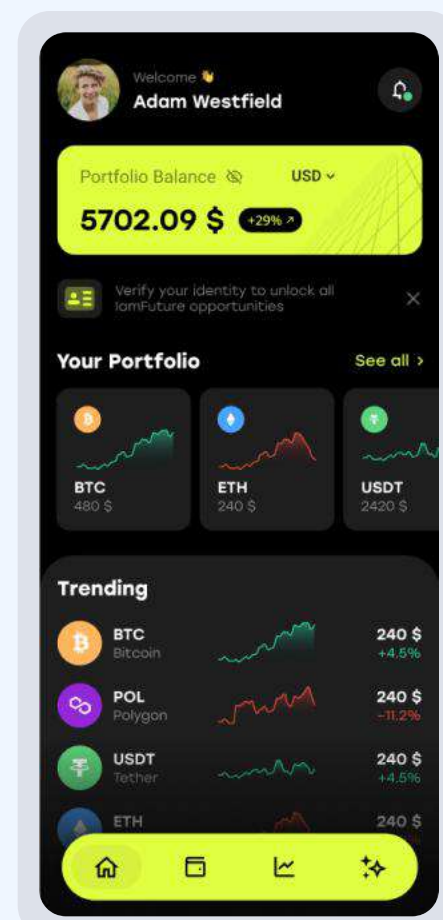 Welcome 👋
Adam Westfield
Portfolio Balance USD
5702.09 $ +29%
Verify your identity to unlock all
IamFuture opportunities
Your Portfolio See all
BTC
480 $
ETH
240 $
USDT
2420 $
Trending
BTC 240 $
Bitcoin +4.5%
POL 240 $
Polygon -11.2%
USDT 240 $
Tether +4.5%
ETH 240 $